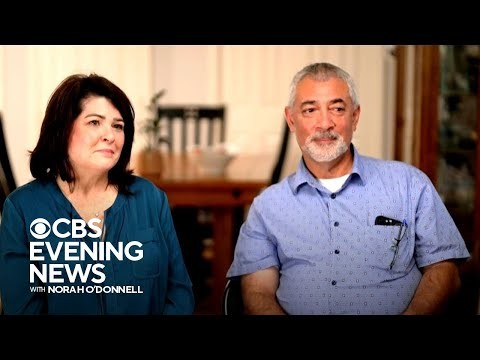 CBS
EVENING
NEWS
WITH NORAH O'DONNELL